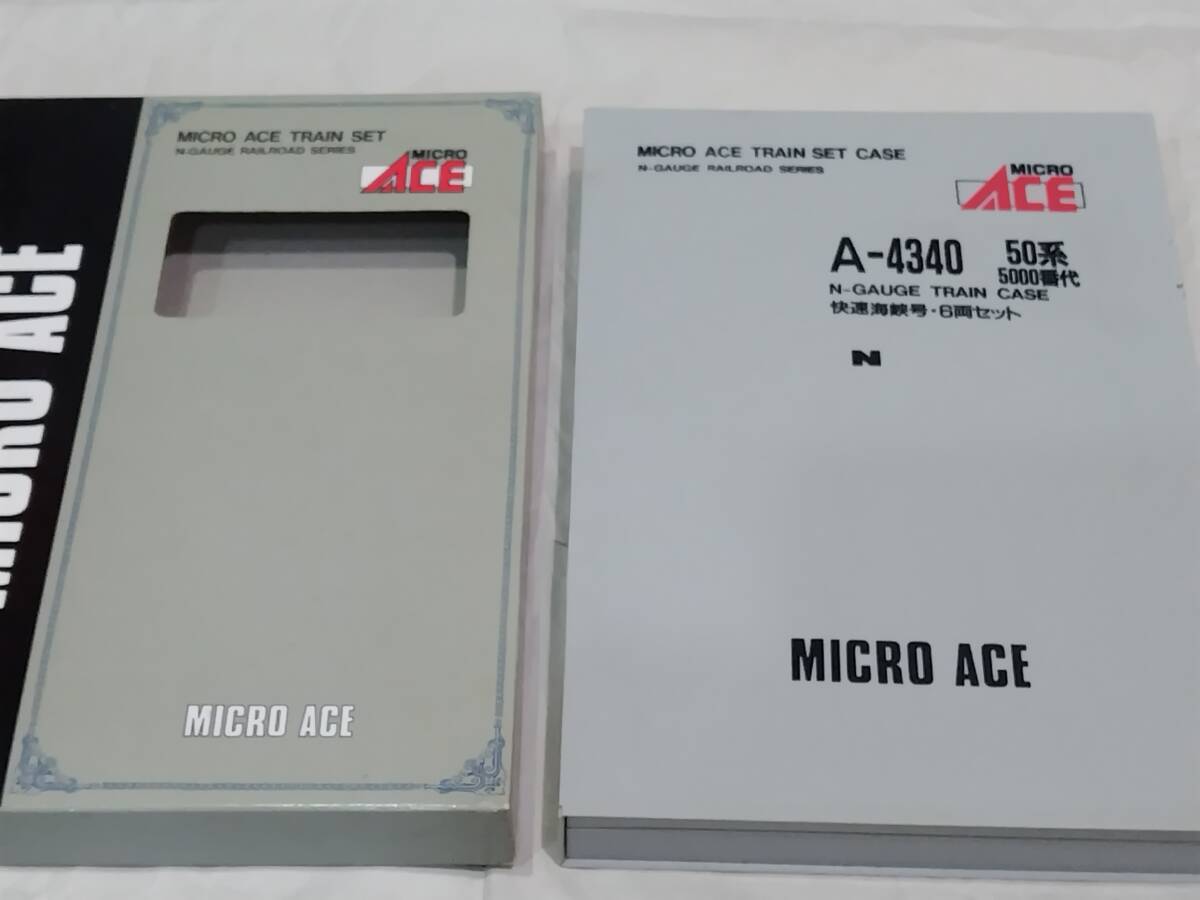 MICRO ACE
MICRO ACE TRAIN SET
N-GAUGE RAILROAD SERIES
MICRO
ACE
MICRO ACE
MICRO ACE TRAIN SET CASE
N-GAUGE RAILROAD SERIES
MICRO
ACE
A-4340 50系
5000番代
N-GAUGE TRAIN CASE
快速海峡号・6両セット
N
MICRO ACE